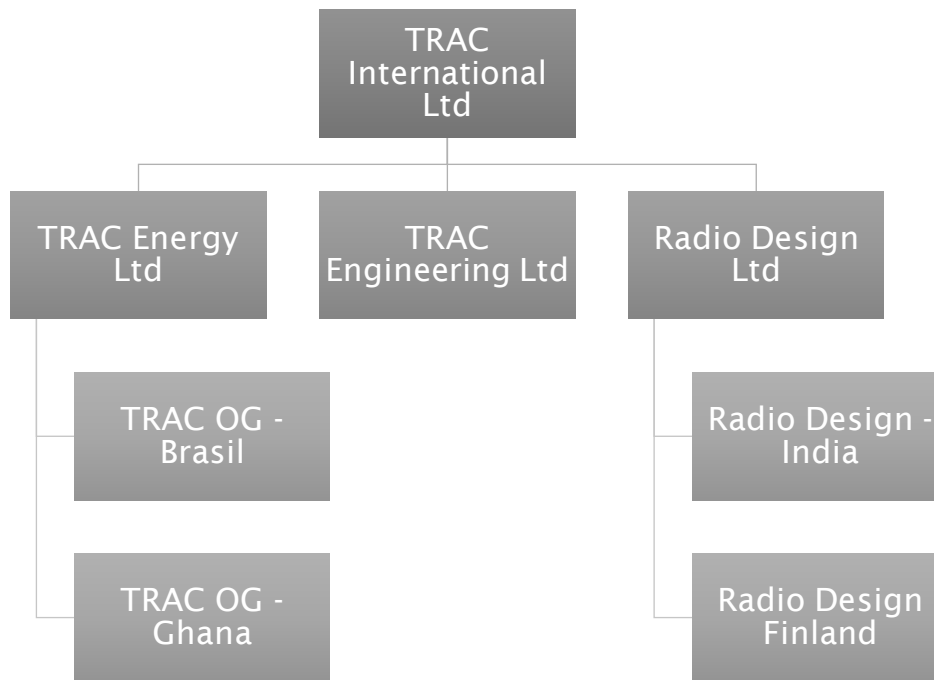 TRAC
International
Ltd
TRAC Energy
Ltd
TRAC
Engineering Ltd
Radio Design
Ltd
TRAC OG -
Brasil
Radio Design -
India
TRAC OG -
Ghana
Radio Design
Finland